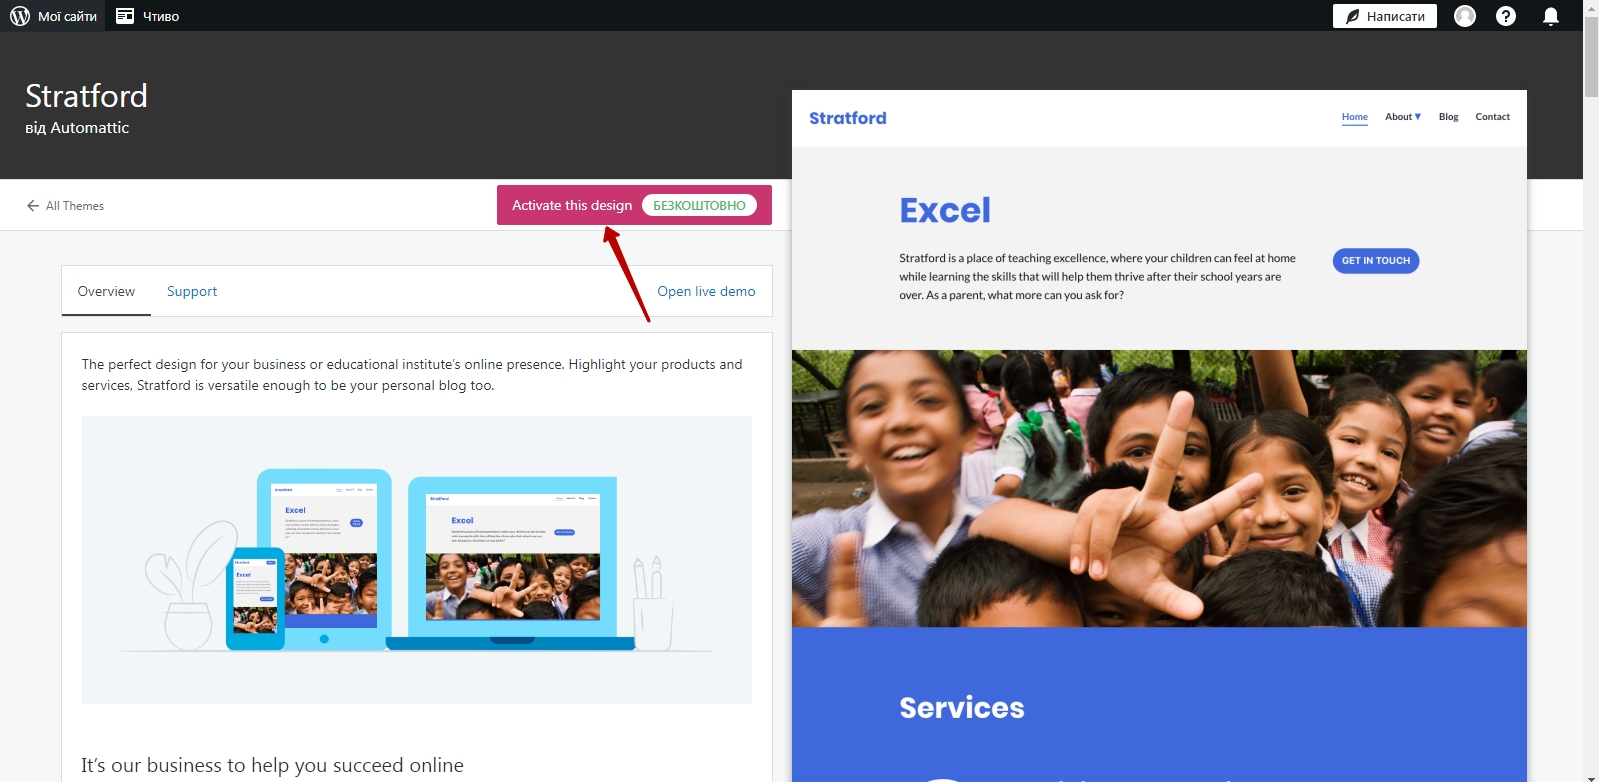 Мої сайти
Чтиво
Написати
Stratford
від Automattic
All Themes
Activate this design БЕЗКОШТОВНО
Overview
Support
Open live demo
The perfect design for your business or educational institute’s online presence. Highlight your products and
services, Stratford is versatile enough to be your personal blog too.
Stratford
Excel
Stratford
Excel
Stratford
Excel
It’s our business to help you succeed online
Stratford
Home
About
Blog
Contact
Excel
Stratford is a place of teaching excellence, where your children can feel at home
while learning the skills that will help them thrive after their school years are
over. As a parent, what more can you ask for?
GET IN TOUCH
Services